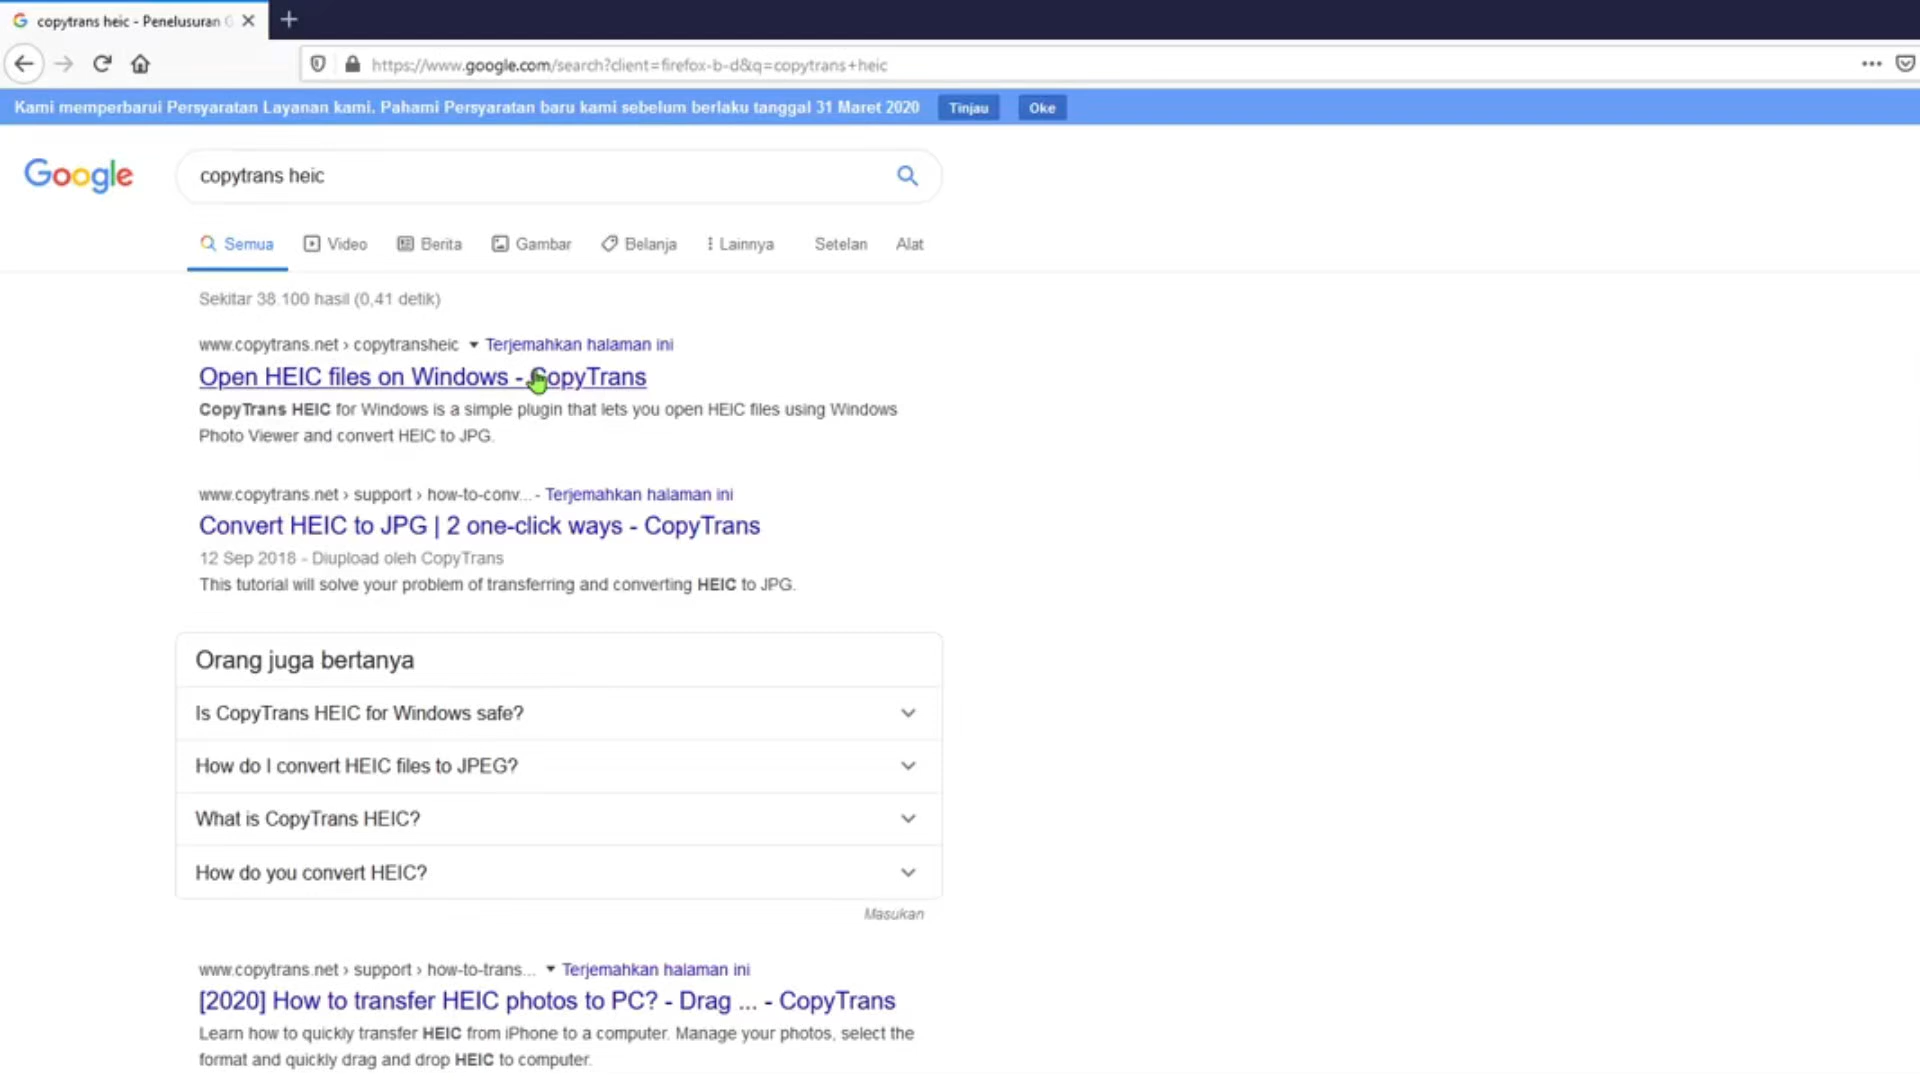 copytrans heic - Penelusuran
https://www.google.com/search?client=firefox-b-d&q=copytrans+heic
Kami memperbarui Persyaratan Layanan kami. Pahami Persyaratan baru kami sebelum berlaku tanggal 31 Maret 2020 Tinjau Oke
Google copytrans heic
Semua Video Berita Gambar Belanja Lainnya Setelan Alat
Sekitar 38.100 hasil (0,41 detik)
www.copytrans.net › copytransheic Terjemahkan halaman ini
Open HEIC files on Windows - CopyTrans
CopyTrans HEIC for Windows is a simple plugin that lets you open HEIC files using Windows
Photo Viewer and convert HEIC to JPG.
www.copytrans.net › support › how-to-conv... - Terjemahkan halaman ini
Convert HEIC to JPG | 2 one-click ways - CopyTrans
12 Sep 2018 - Diupload oleh CopyTrans
This tutorial will solve your problem of transferring and converting HEIC to JPG.
Orang juga bertanya
Is CopyTrans HEIC for Windows safe?
How do I convert HEIC files to JPEG?
What is CopyTrans HEIC?
How do you convert HEIC?
Masukan
www.copytrans.net › support › how-to-trans... Terjemahkan halaman ini
[2020] How to transfer HEIC photos to PC? - Drag ... - CopyTrans
Learn how to quickly transfer HEIC from iPhone to a computer. Manage your photos, select the
format and quickly drag and drop HEIC to computer.